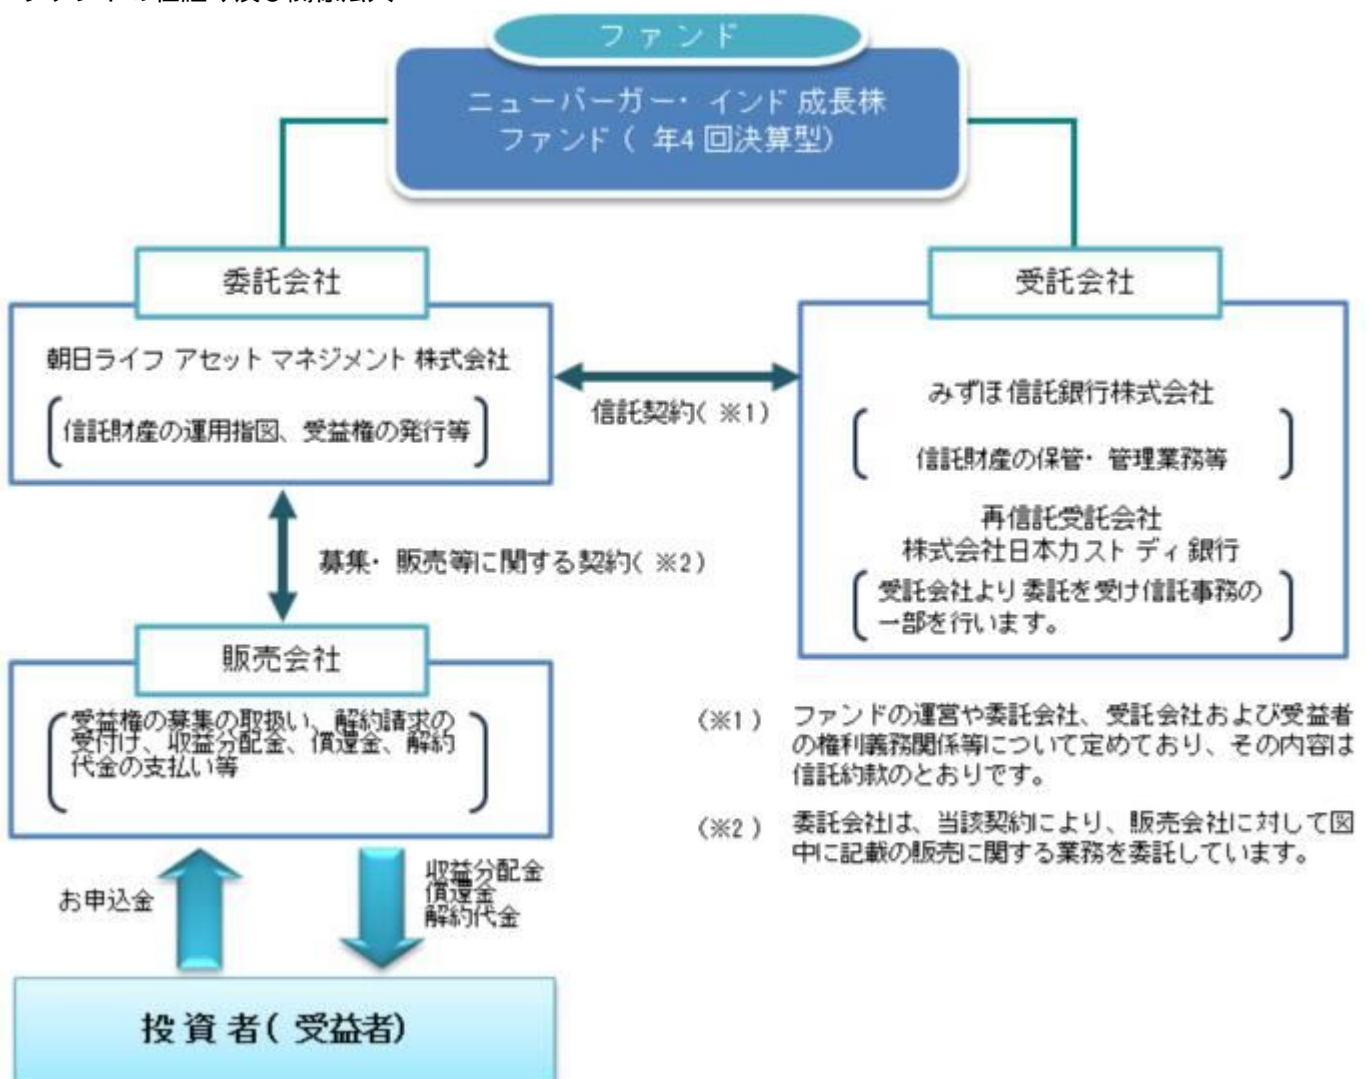 ファンド
ニューバーガー・インド成長株
ファンド（年4回決算型）
委託会社
朝日ライフ アセット マネジメント 株式会社
信託財産の運用指図、受益権の発行等
信託契約(※1)
受託会社
みずほ信託銀行株式会社
信託財産の保管・管理業務等
再信託受託会社
株式会社日本カストディ銀行
受託会社より委託を受け信託事務の
一部を行います。
募集・販売等に関する契約(※2)
販売会社
受益権の募集の取扱い、解約請求の
受付け、収益分配金、償還金、解約
代金の支払い等
(※1) ファンドの運営や委託会社、受託会社および受益者
の権利義務関係等について定めており、その内容は
信託約款のとおりです。
(※2) 委託会社は、当該契約により、販売会社に対して図
中に記載の販売に関する業務を委託しています。
お申込金
収益分配金
償還金
解約代金
投資者(受益者)